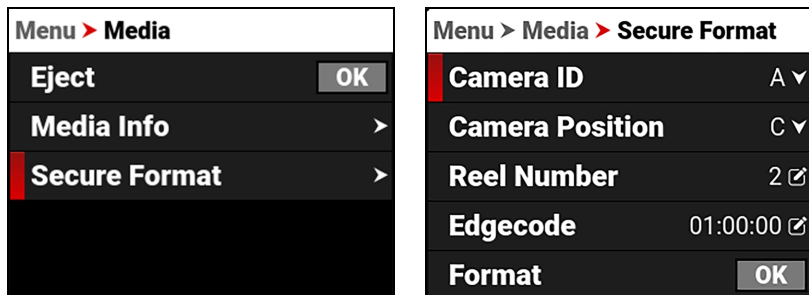 Menu > Media
Eject OK
Media Info >
Secure Format >
Menu > Media > Secure Format
Camera ID A
Camera Position C
Reel Number 2
Edgecode 01:00:00
Format OK